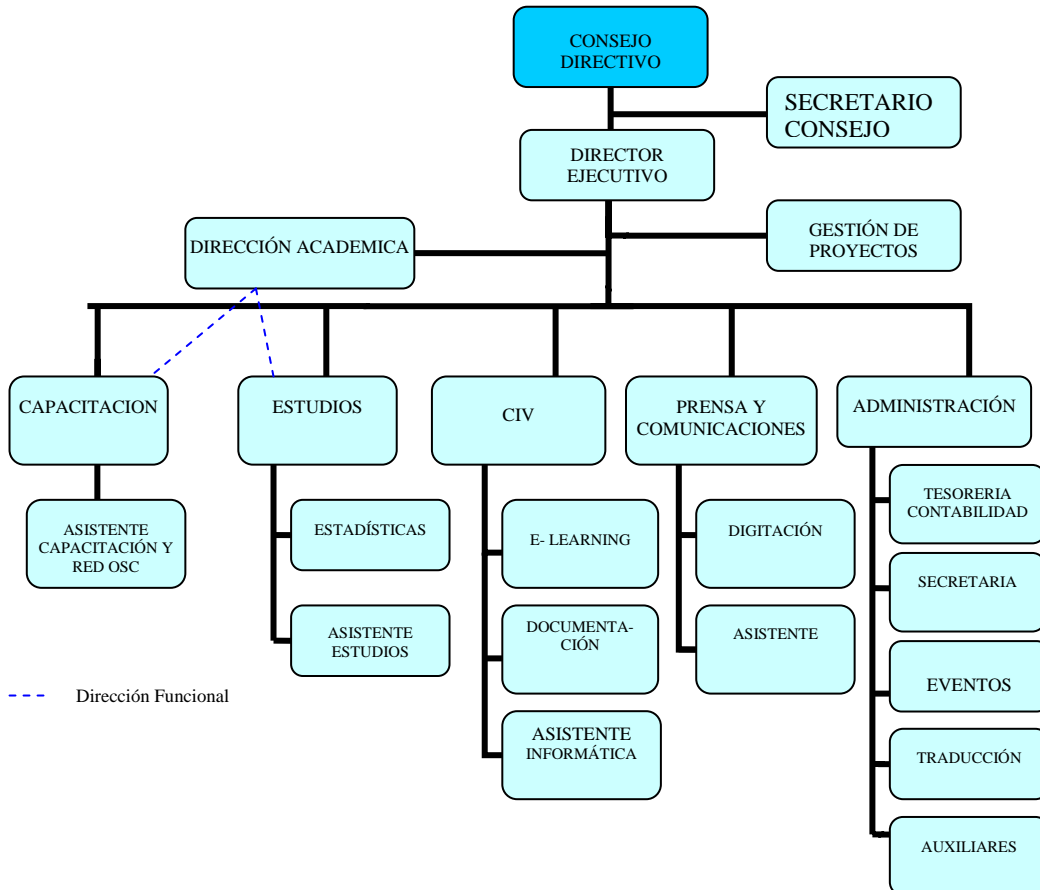 CONSEJO
DIRECTIVO
SECRETARIO
CONSEJO
DIRECTOR
EJECUTIVO
DIRECCIÓN ACADEMICA
GESTIÓN DE
PROYECTOS
CAPACITACION
ESTUDIOS
CIV
PRENSA Y
COMUNICACIONES
ADMINISTRACIÓN
ASISTENTE
CAPACITACIÓN Y
RED OSC
ESTADÍSTICAS
ASISTENTE
ESTUDIOS
E- LEARNING
DOCUMENTA-
CIÓN
ASISTENTE
INFORMÁTICA
DIGITACIÓN
ASISTENTE
TESORERIA
CONTABILIDAD
SECRETARIA
EVENTOS
TRADUCCIÓN
AUXILIARES
Dirección Funcional